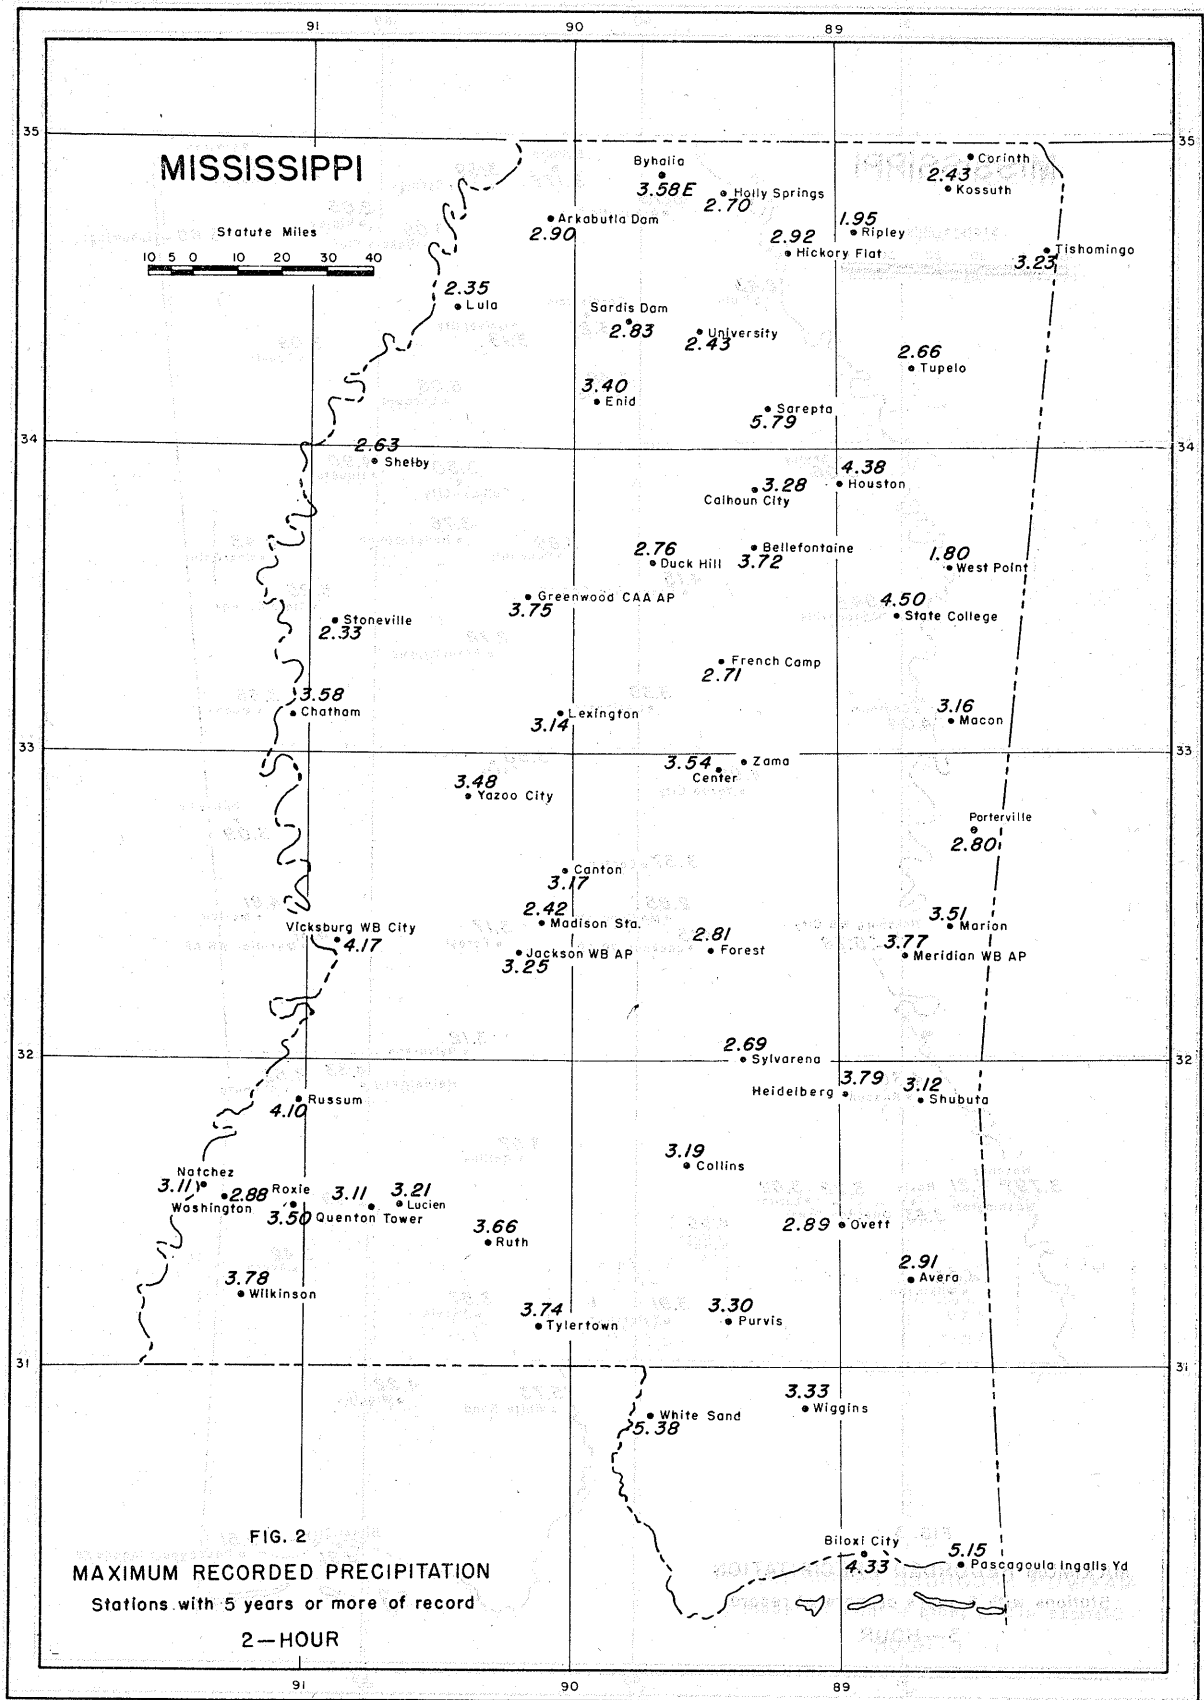 91 90 89
35 35
MISSISSIPPI
Statute Miles
10 5 0 10 20 30 40
Byhalia
3.58 E
Holly Springs
2.70
Corinth
2.43
Kossuth
Arkabutla Dam
2.90
1.95
Ripley
2.92
Hickory Flat
Tishomingo
3.23
2.35
Lula
Sardis Dam
2.83
University
2.43
2.66
Tupelo
3.40
Enid
Sarepta
5.79
34 34
2.63
Shelby
4.38
Houston
3.28
Calhoun City
2.76
Duck Hill
Bellefontaine
3.72
1.80
West Point
Greenwood CAA AP
3.75
4.50
State College
Stoneville
2.33
French Camp
2.71
3.58
Chatham
Lexington
3.14
3.16
Macon
33 33
3.54
Center
Zama
3.48
Yazoo City
Porterville
2.80
Canton
3.17
2.42
Madison Sta.
3.51
Marion
Vicksburg WB City
4.17
Jackson WB AP
3.25
2.81
Forest
3.77
Meridian WB AP
32 32
2.69
Sylvarena
3.79
Heidelberg
3.12
Shubuta
Russum
4.10
3.19
Collins
Natchez
3.11
2.88
Washington
Roxie
3.50
3.11
Quenton Tower
3.21
Lucien
3.66
Ruth
2.89 Ovett
2.91
Avera
3.78
Wilkinson
3.74
Tylertown
3.30
Purvis
31 31
White Sand
5.38
3.33
Wiggins
Biloxi City
4.33
5.15
Pascagoula Ingalls Yd
FIG. 2
MAXIMUM RECORDED PRECIPITATION
Stations with 5 years or more of record
2—HOUR
91 90 89